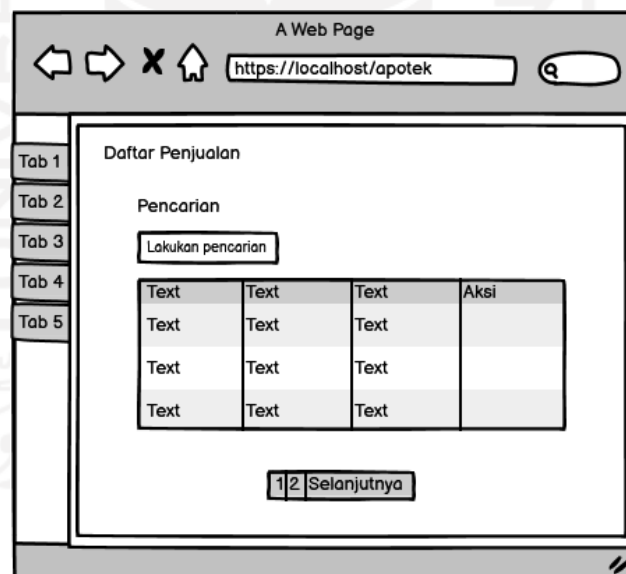 A Web Page
https://localhost/apotek
Tab 1
Tab 2
Tab 3
Tab 4
Tab 5
Daftar Penjualan
Pencarian
Lakukan pencarian
Text Text Text Aksi
Text Text Text
Text Text Text
Text Text Text
1 2 Selanjutnya